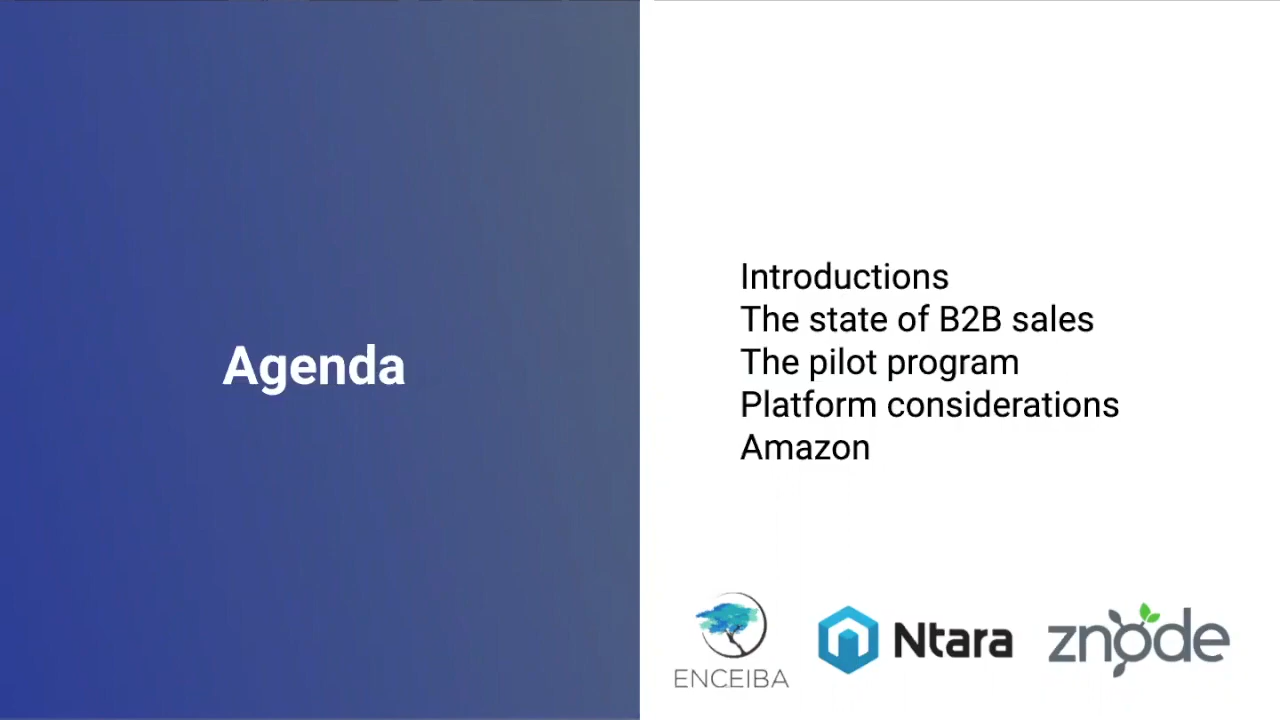 Agenda
Introductions
The state of B2B sales
The pilot program
Platform considerations
Amazon
ENCEIBA
Ntara
znode